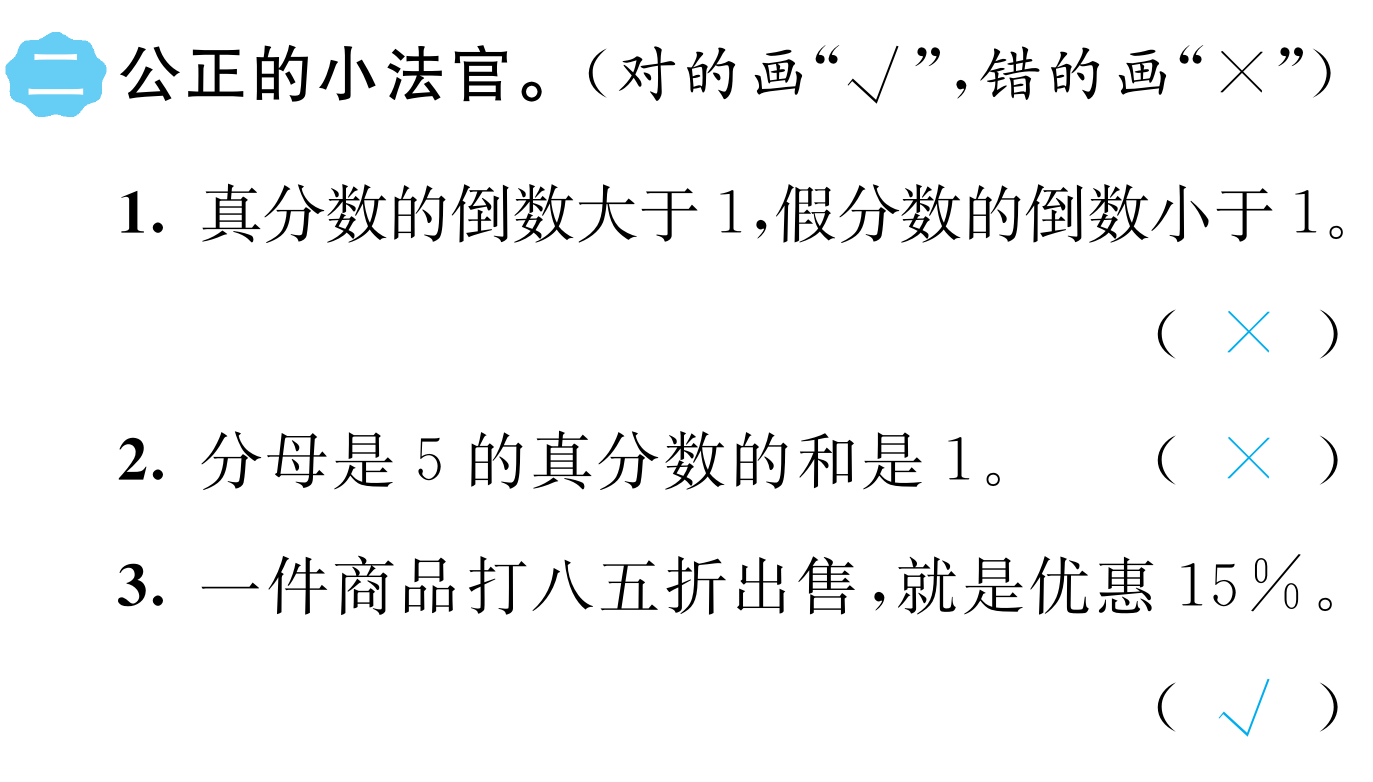 二 公正的小法官。(对的画“√”,错的画“×”)
1. 真分数的倒数大于 1,假分数的倒数小于 1。
( × )
2. 分母是 5 的真分数的和是 1。 ( × )
3. 一件商品打八五折出售,就是优惠 15%。
( √ )